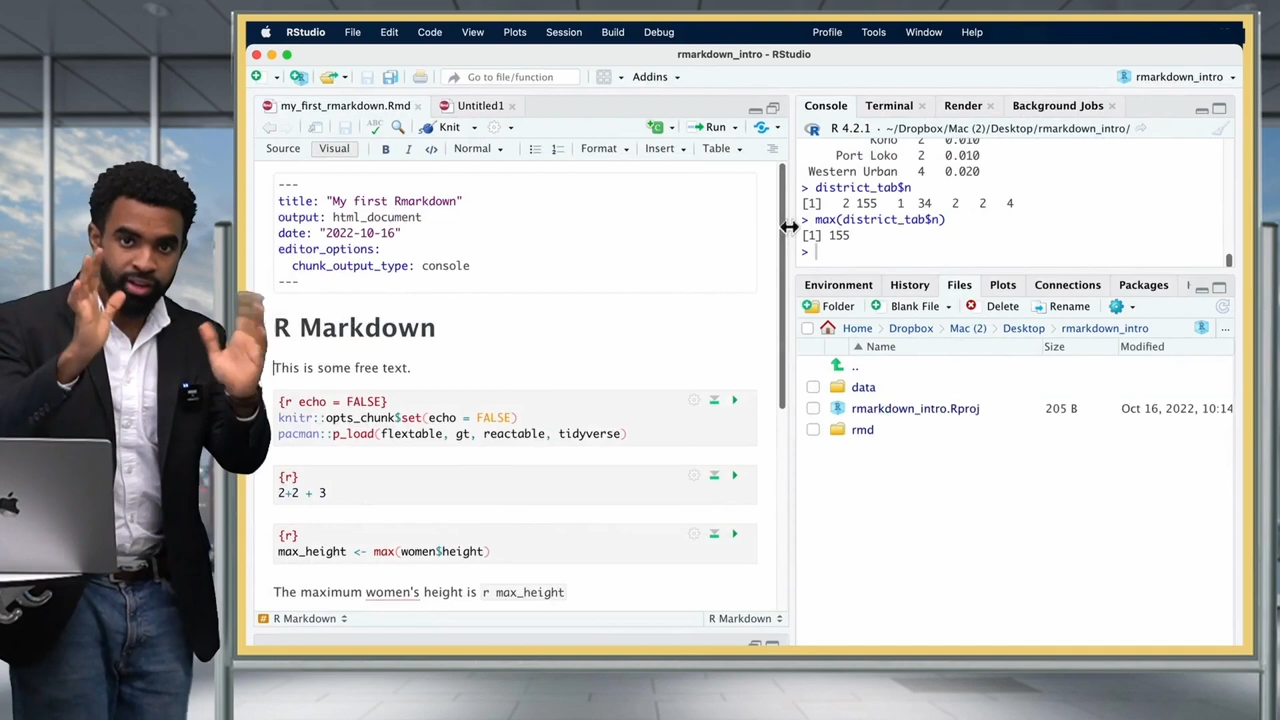 RStudio File Edit Code View Plots Session Build Debug Profile Tools Window Help
rmarkdown_intro - RStudio
Go to file/function Addins rmarkdown_intro
my_first_rmarkdown.Rmd Untitled1
ABC Knit Run
Source Visual B I </> Normal Format Insert Table
---
title: "My first Rmarkdown"
output: html_document
date: "2022-10-16"
editor_options:
chunk_output_type: console
---
R Markdown
This is some free text.
{r echo = FALSE}
knitr::opts_chunk$set(echo = FALSE)
pacman::p_load(flextable, gt, reactable, tidyverse)
{r}
2+2 + 3
{r}
max_height <- max(women$height)
The maximum women's height is r max_height
# R Markdown R Markdown
Console Terminal Render Background Jobs
R 4.2.1 · ~/Dropbox/Mac (2)/Desktop/rmarkdown_intro/
Kono 2 0.010
Port Loko 2 0.010
Western Urban 4 0.020
> district_tab$n
[1] 2 155 1 34 2 2 4
> max(district_tab$n)
[1] 155
>
Environment History Files Plots Connections Packages
Folder Blank File Delete Rename
Home Dropbox Mac (2) Desktop rmarkdown_intro ...
Name Size Modified
..
data
rmarkdown_intro.Rproj 205 B Oct 16, 2022, 10:14
rmd